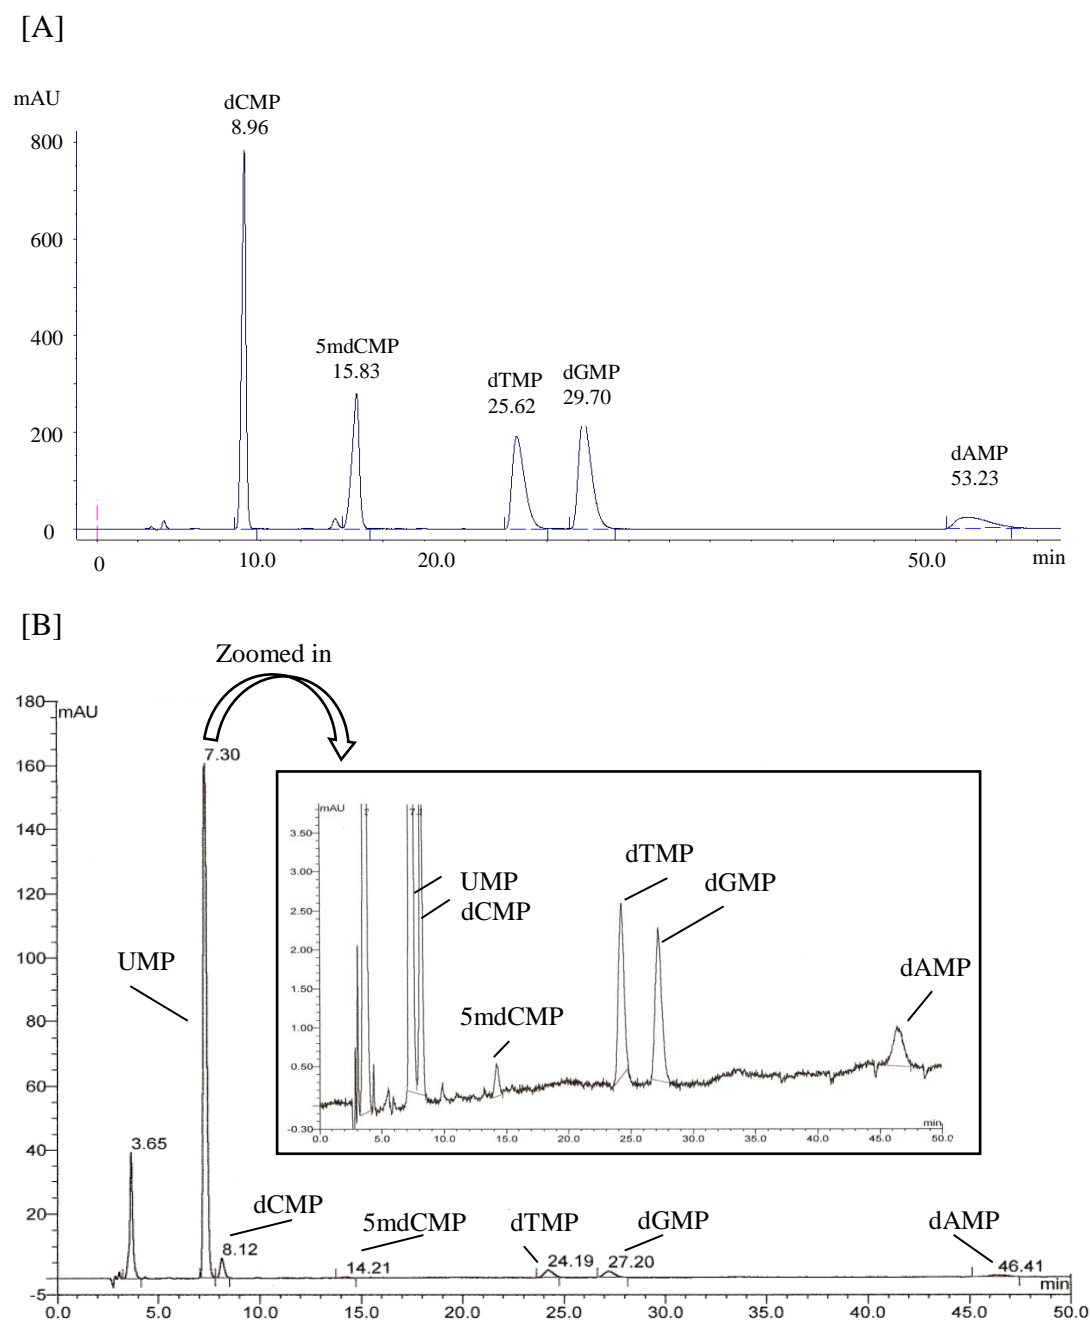 [A]
mAU
dCMP
8.96
800
600
5mdCMP
15.83
400
dTMP
25.62
dGMP
29.70
200
dAMP
53.23
0
0 10.0 20.0 50.0 min
[B]
Zoomed in
180
mAU
7.30
160
140
120
100
80
60
40
20
-5
UMP
3.65
dCMP
8.12
5mdCMP
14.21
dTMP
24.19
dGMP
27.20
dAMP
46.41
min
0.0 5.0 10.0 15.0 20.0 25.0 30.0 35.0 40.0 45.0 50.0
mAU
3.50
3.00
2.50
2.00
1.50
1.00
0.50
-0.30
UMP
dCMP
5mdCMP
dTMP
dGMP
dAMP
min
0.0 5.0 10.0 15.0 20.0 25.0 30.0 35.0 40.0 45.0 50.0